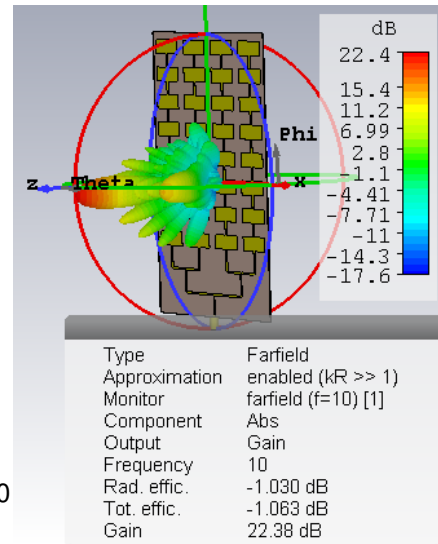 dB
22.4
15.4
11.2
6.99
2.8
-1.1
-4.41
-7.71
-11
-14.3
-17.6
Phi
z Theta x
Type Farfield
Approximation enabled (kR >> 1)
Monitor farfield (f=10) [1]
Component Abs
Output Gain
Frequency 10
Rad. effic. -1.030 dB
Tot. effic. -1.063 dB
Gain 22.38 dB
0